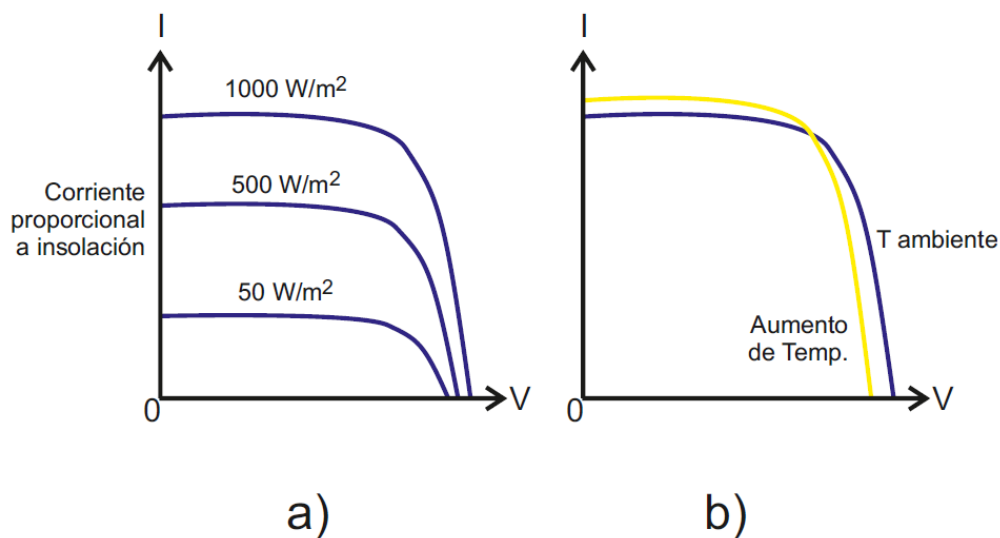 I
1000 W/m²
Corriente
proporcional
a insolación
500 W/m²
50 W/m²
0
V
a)
I
T ambiente
Aumento
de Temp.
0
V
b)